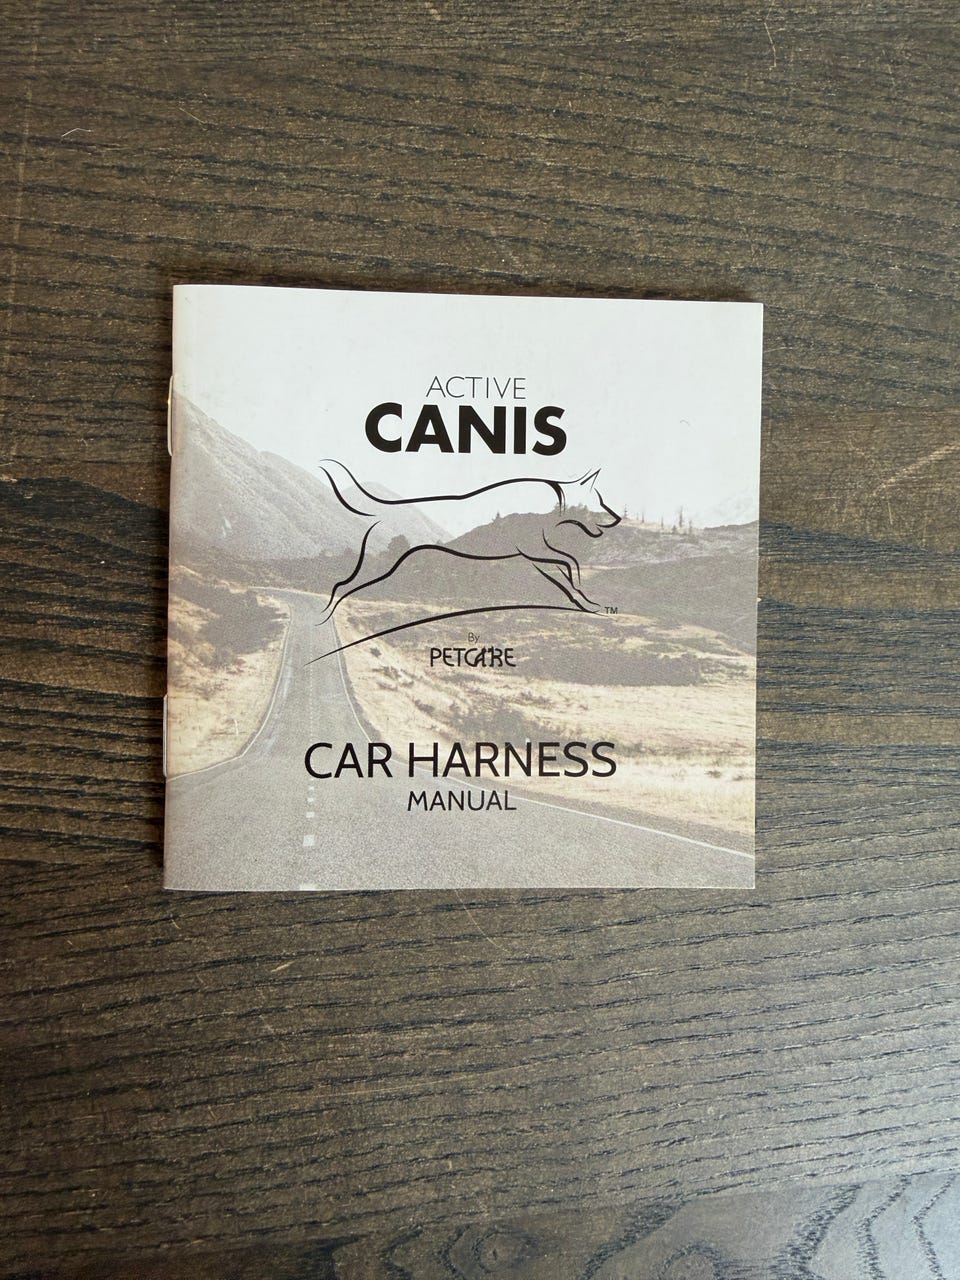 ACTIVE
CANIS
TM
By
PETCARE
CAR HARNESS
MANUAL